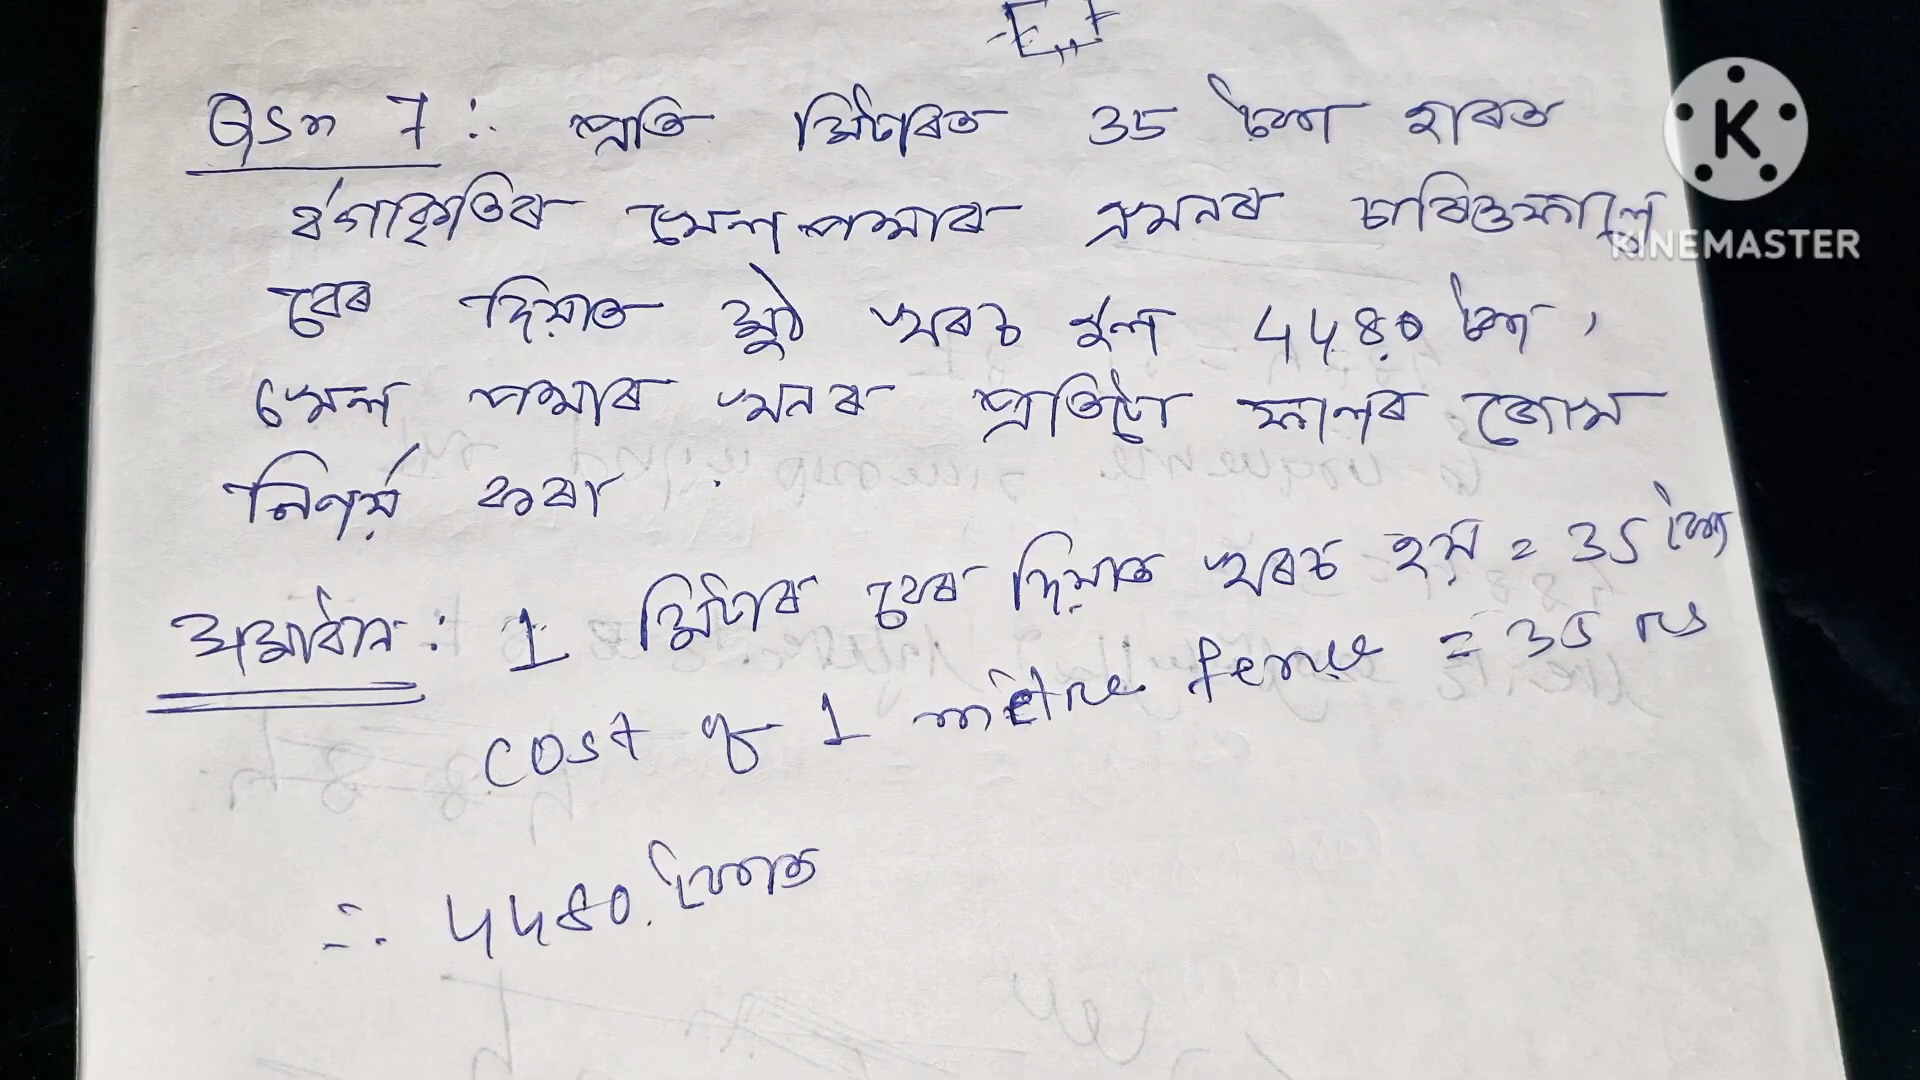 Qsn 7 ∴ প্ৰতি মিটাৰত 35 টকা হাৰত
বৰ্গাকৃতিৰ খেল পথাৰ এখনৰ চাৰিওফালে
বেৰ দিয়াত মুঠ খৰচ হ'ল 4480 টকা,
খেল পথাৰ খনৰ প্ৰতিটো ফালৰ জোখ
নিৰ্ণয় কৰা
সমাধান: 1 মিটাৰ বেৰ দিয়াত খৰচ হয় = 35 টকা
cost of 1 metre fence = 35 rs
∴ 4480 টকাত
K
KINEMASTER